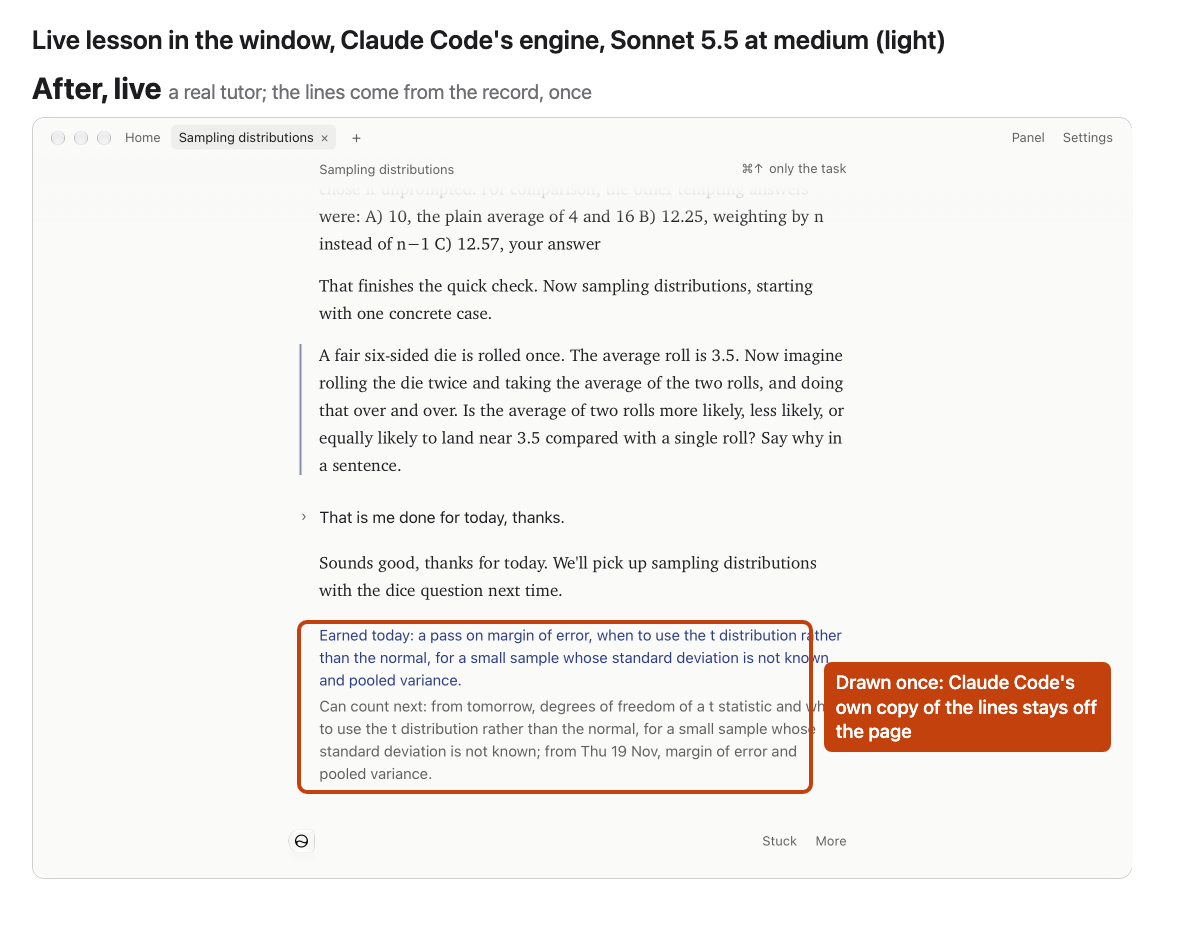 Live lesson in the window, Claude Code's engine, Sonnet 5.5 at medium (light)
After, live a real tutor; the lines come from the record, once
Home
Sampling distributions ×
+
Panel
Settings
Sampling distributions
⌘↑ only the task
chose it unprompted. For comparison, the other tempting answers
were: A) 10, the plain average of 4 and 16 B) 12.25, weighting by n
instead of n−1 C) 12.57, your answer
That finishes the quick check. Now sampling distributions, starting
with one concrete case.
A fair six-sided die is rolled once. The average roll is 3.5. Now imagine
rolling the die twice and taking the average of the two rolls, and doing
that over and over. Is the average of two rolls more likely, less likely, or
equally likely to land near 3.5 compared with a single roll? Say why in
a sentence.
› That is me done for today, thanks.
Sounds good, thanks for today. We'll pick up sampling distributions
with the dice question next time.
Earned today: a pass on margin of error, when to use the t distribution rather
than the normal, for a small sample whose standard deviation is not known
and pooled variance.
Can count next: from tomorrow, degrees of freedom of a t statistic and wh
to use the t distribution rather than the normal, for a small sample whose
standard deviation is not known; from Thu 19 Nov, margin of error and
pooled variance.
Drawn once: Claude Code's
own copy of the lines stays off
the page
Stuck
More